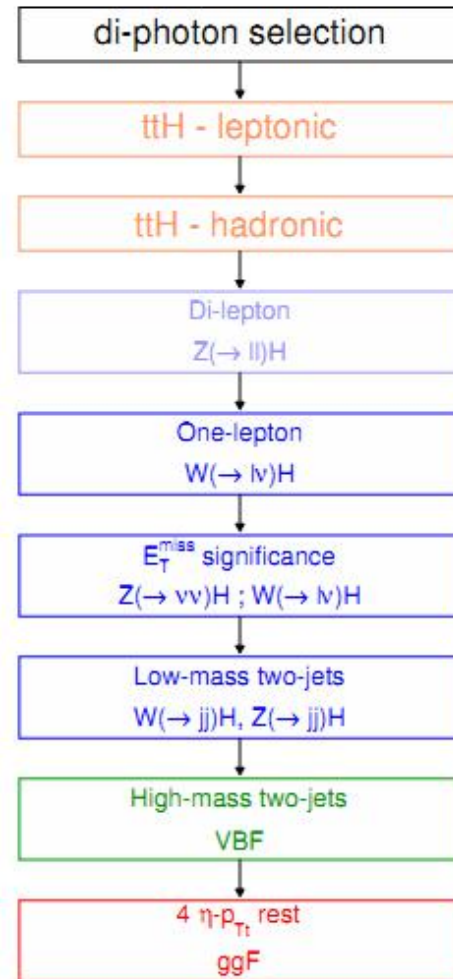 di-photon selection
ttH - leptonic
ttH - hadronic
Di-lepton
Z(→ ll)H
One-lepton
W(→ lν)H
E_T^miss significance
Z(→ νν)H ; W(→ lν)H
Low-mass two-jets
W(→ jj)H, Z(→ jj)H
High-mass two-jets
VBF
4 η-p_Tt rest
ggF